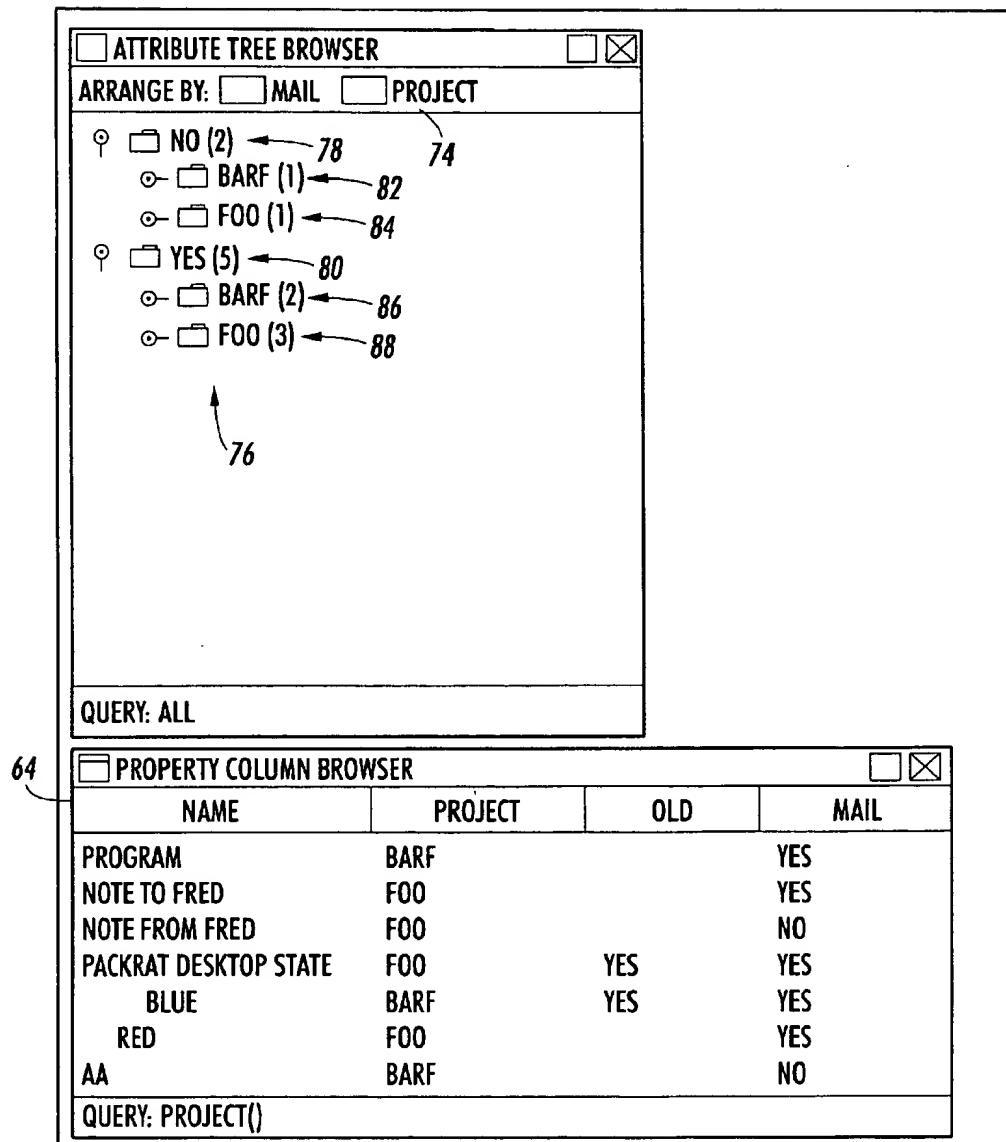 ATTRIBUTE TREE BROWSER
ARRANGE BY: MAIL PROJECT
74
NO (2) 78
BARF (1) 82
FOO (1) 84
YES (5) 80
BARF (2) 86
FOO (3) 88
76
QUERY: ALL
64
PROPERTY COLUMN BROWSER
NAME PROJECT OLD MAIL
PROGRAM BARF YES
NOTE TO FRED FOO YES
NOTE FROM FRED FOO NO
PACKRAT DESKTOP STATE FOO YES YES
BLUE BARF YES YES
RED FOO YES
AA BARF NO
QUERY: PROJECT()